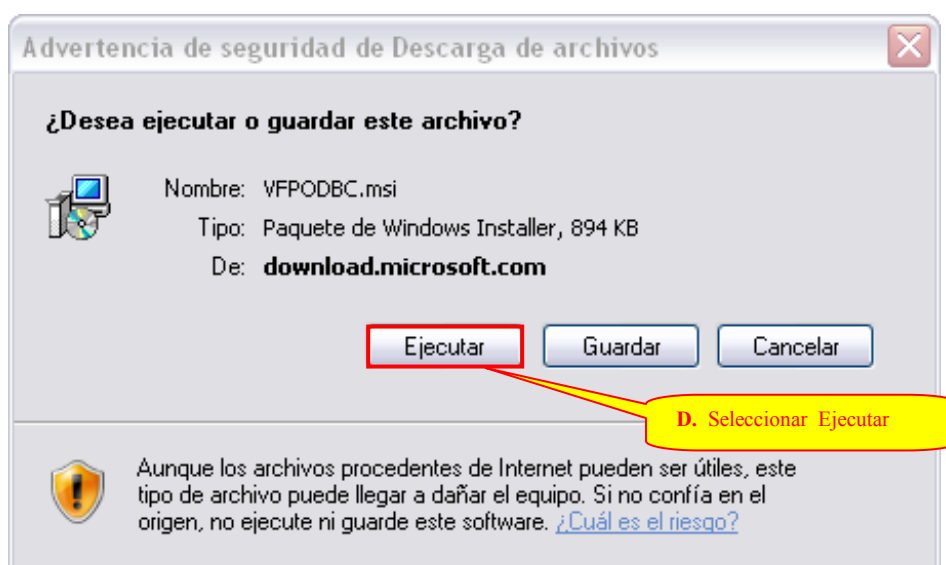 Advertencia de seguridad de Descarga de archivos
¿Desea ejecutar o guardar este archivo?
Nombre: VFPODBC.msi
Tipo: Paquete de Windows Installer, 894 KB
De: download.microsoft.com
Ejecutar Guardar Cancelar
D. Seleccionar Ejecutar
Aunque los archivos procedentes de Internet pueden ser útiles, este
tipo de archivo puede llegar a dañar el equipo. Si no confía en el
origen, no ejecute ni guarde este software. ¿Cuál es el riesgo?